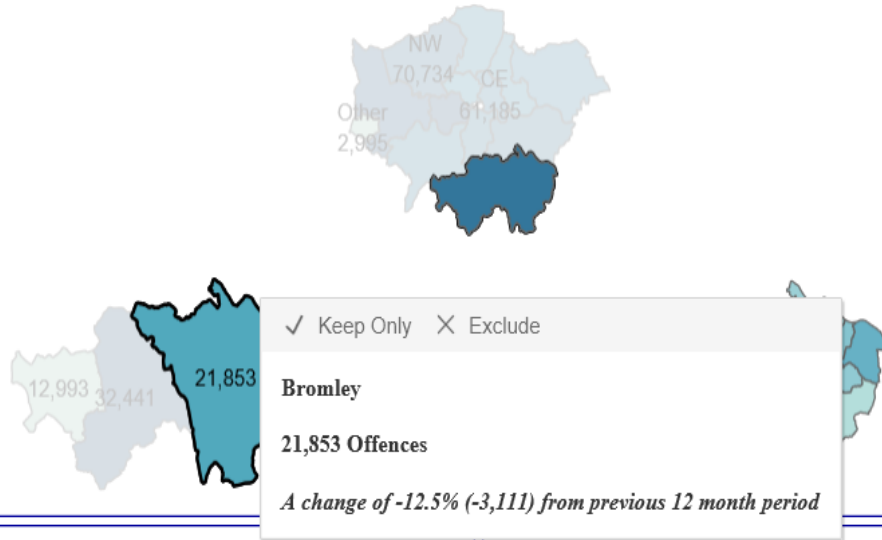 NW
70,734
CE
61,185
Other
2,995
12,993
32,441
21,853
Keep Only Exclude
Bromley
21,853 Offences
A change of -12.5% (-3,111) from previous 12 month period